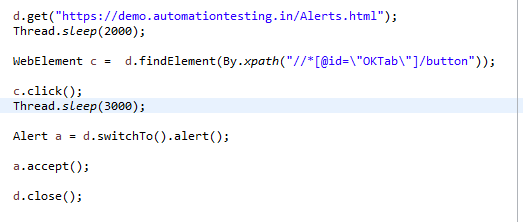 d.get("https://demo.automationtesting.in/Alerts.html");
Thread.sleep(2000);
WebElement c =  d.findElement(By.xpath("//*[@id=\"OKTab\"]/button"));
c.click();
Thread.sleep(3000);
Alert a = d.switchTo().alert();
a.accept();
d.close();